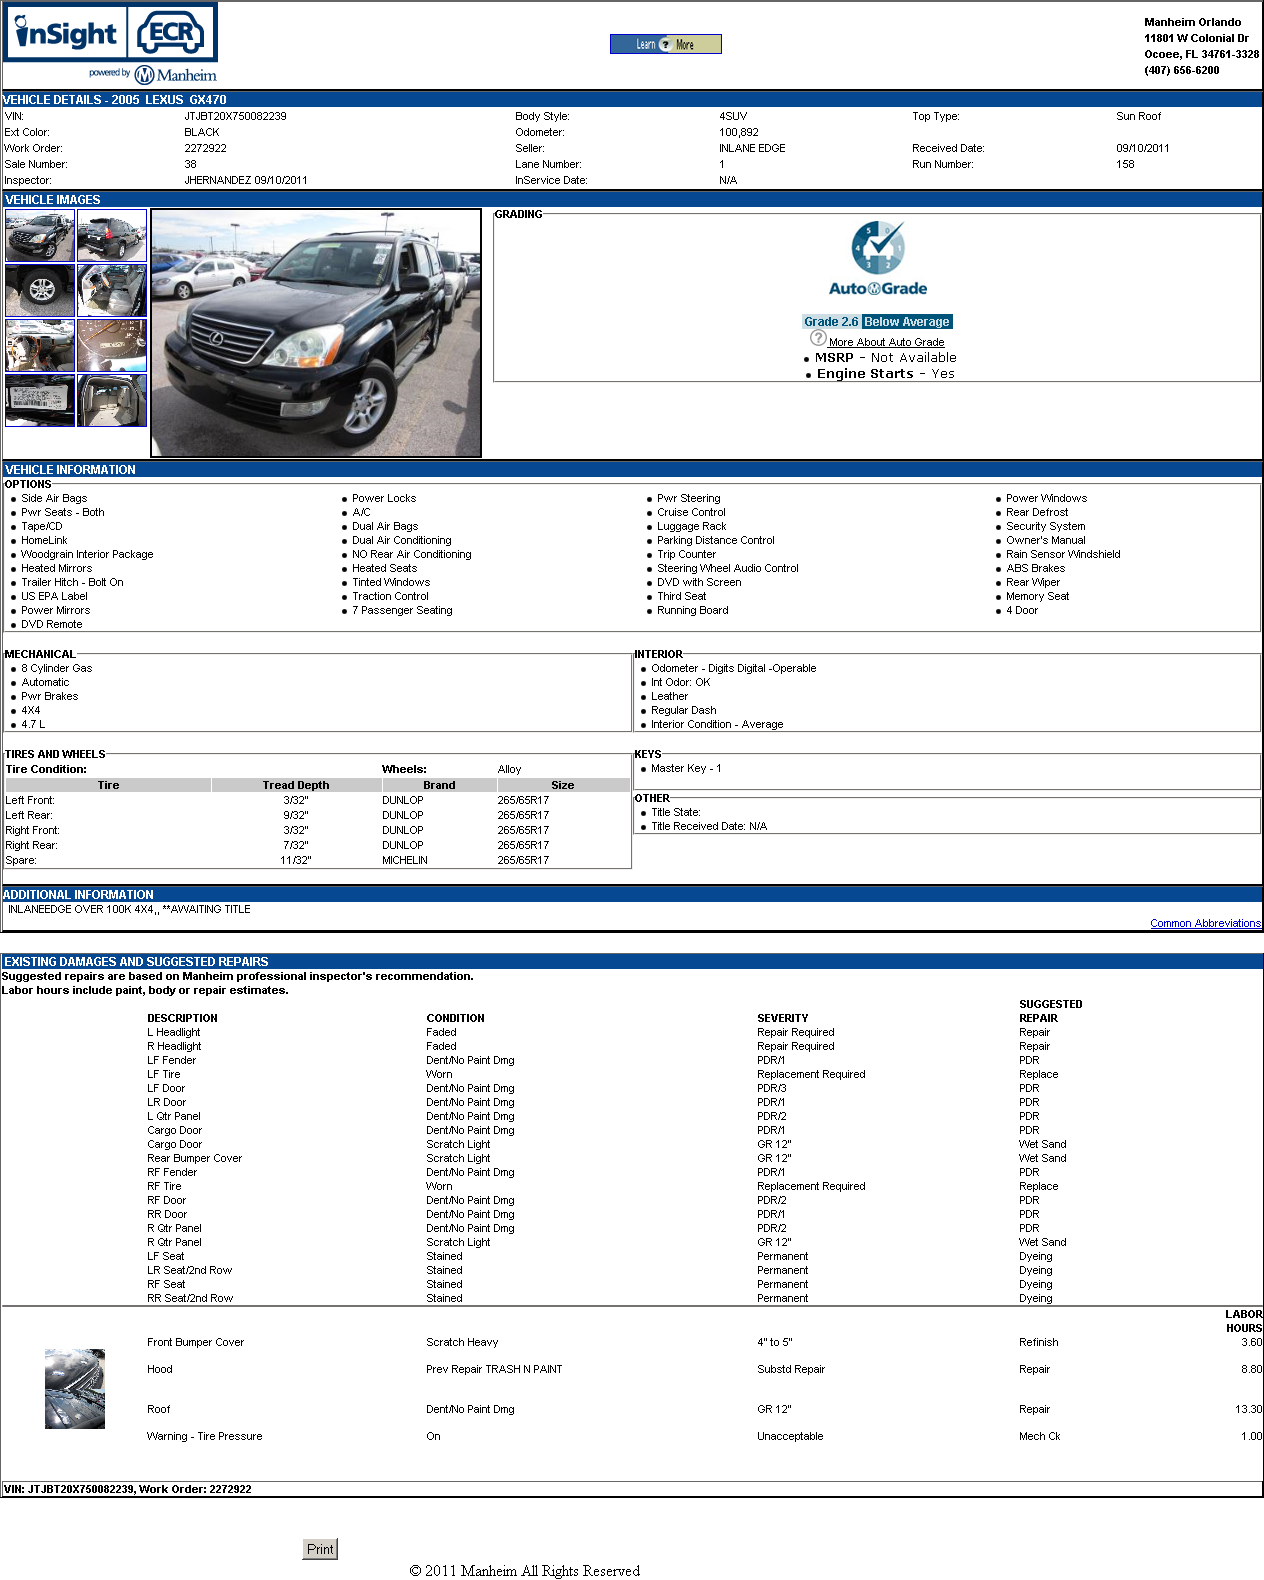 inSight ECR
powered by Manheim
Learn ? More
Manheim Orlando
11801 W Colonial Dr
Ocoee, FL 34761-3328
(407) 656-6200
VEHICLE DETAILS - 2005 LEXUS GX470
VIN: JTJBT20X750082239 Body Style: 4SUV Top Type: Sun Roof
Ext Color: BLACK Odometer: 100,892
Work Order: 2272922 Seller: INLANE EDGE Received Date: 09/10/2011
Sale Number: 38 Lane Number: 1 Run Number: 158
Inspector: JHERNANDEZ 09/10/2011 InService Date: N/A
VEHICLE IMAGES
GRADING
5 0 4 1 3 2
AutoGrade
Grade 2.6 Below Average
? More About Auto Grade
• MSRP - Not Available
• Engine Starts - Yes
VEHICLE INFORMATION
OPTIONS
• Side Air Bags • Power Locks • Pwr Steering • Power Windows
• Pwr Seats - Both • A/C • Cruise Control • Rear Defrost
• Tape/CD • Dual Air Bags • Luggage Rack • Security System
• HomeLink • Dual Air Conditioning • Parking Distance Control • Owner's Manual
• Woodgrain Interior Package • NO Rear Air Conditioning • Trip Counter • Rain Sensor Windshield
• Heated Mirrors • Heated Seats • Steering Wheel Audio Control • ABS Brakes
• Trailer Hitch - Bolt On • Tinted Windows • DVD with Screen • Rear Wiper
• US EPA Label • Traction Control • Third Seat • Memory Seat
• Power Mirrors • 7 Passenger Seating • Running Board • 4 Door
• DVD Remote
MECHANICAL
• 8 Cylinder Gas
• Automatic
• Pwr Brakes
• 4X4
• 4.7 L
INTERIOR
• Odometer - Digits Digital -Operable
• Int Odor: OK
• Leather
• Regular Dash
• Interior Condition - Average
TIRES AND WHEELS
Tire Condition: Wheels: Alloy
Tire Tread Depth Brand Size
Left Front: 3/32" DUNLOP 265/65R17
Left Rear: 9/32" DUNLOP 265/65R17
Right Front: 3/32" DUNLOP 265/65R17
Right Rear: 7/32" DUNLOP 265/65R17
Spare: 11/32" MICHELIN 265/65R17
KEYS
• Master Key - 1
OTHER
• Title State:
• Title Received Date: N/A
ADDITIONAL INFORMATION
INLANEEDGE OVER 100K 4X4,, **AWAITING TITLE
Common Abbreviations
EXISTING DAMAGES AND SUGGESTED REPAIRS
Suggested repairs are based on Manheim professional inspector's recommendation.
Labor hours include paint, body or repair estimates.
DESCRIPTION CONDITION SEVERITY SUGGESTED REPAIR
L Headlight Faded Repair Required Repair
R Headlight Faded Repair Required Repair
LF Fender Dent/No Paint Dmg PDR/1 PDR
LF Tire Worn Replacement Required Replace
LF Door Dent/No Paint Dmg PDR/3 PDR
LR Door Dent/No Paint Dmg PDR/1 PDR
L Qtr Panel Dent/No Paint Dmg PDR/2 PDR
Cargo Door Dent/No Paint Dmg PDR/1 PDR
Cargo Door Scratch Light GR 12" Wet Sand
Rear Bumper Cover Scratch Light GR 12" Wet Sand
RF Fender Dent/No Paint Dmg PDR/1 PDR
RF Tire Worn Replacement Required Replace
RF Door Dent/No Paint Dmg PDR/2 PDR
RR Door Dent/No Paint Dmg PDR/1 PDR
R Qtr Panel Dent/No Paint Dmg PDR/2 PDR
R Qtr Panel Scratch Light GR 12" Wet Sand
LF Seat Stained Permanent Dyeing
LR Seat/2nd Row Stained Permanent Dyeing
RF Seat Stained Permanent Dyeing
RR Seat/2nd Row Stained Permanent Dyeing
LABOR
HOURS
Front Bumper Cover Scratch Heavy 4" to 5" Refinish 3.60
Hood Prev Repair TRASH N PAINT Substd Repair Repair 8.80
Roof Dent/No Paint Dmg GR 12" Repair 13.30
Warning - Tire Pressure On Unacceptable Mech Ck 1.00
VIN: JTJBT20X750082239, Work Order: 2272922
Print
© 2011 Manheim All Rights Reserved